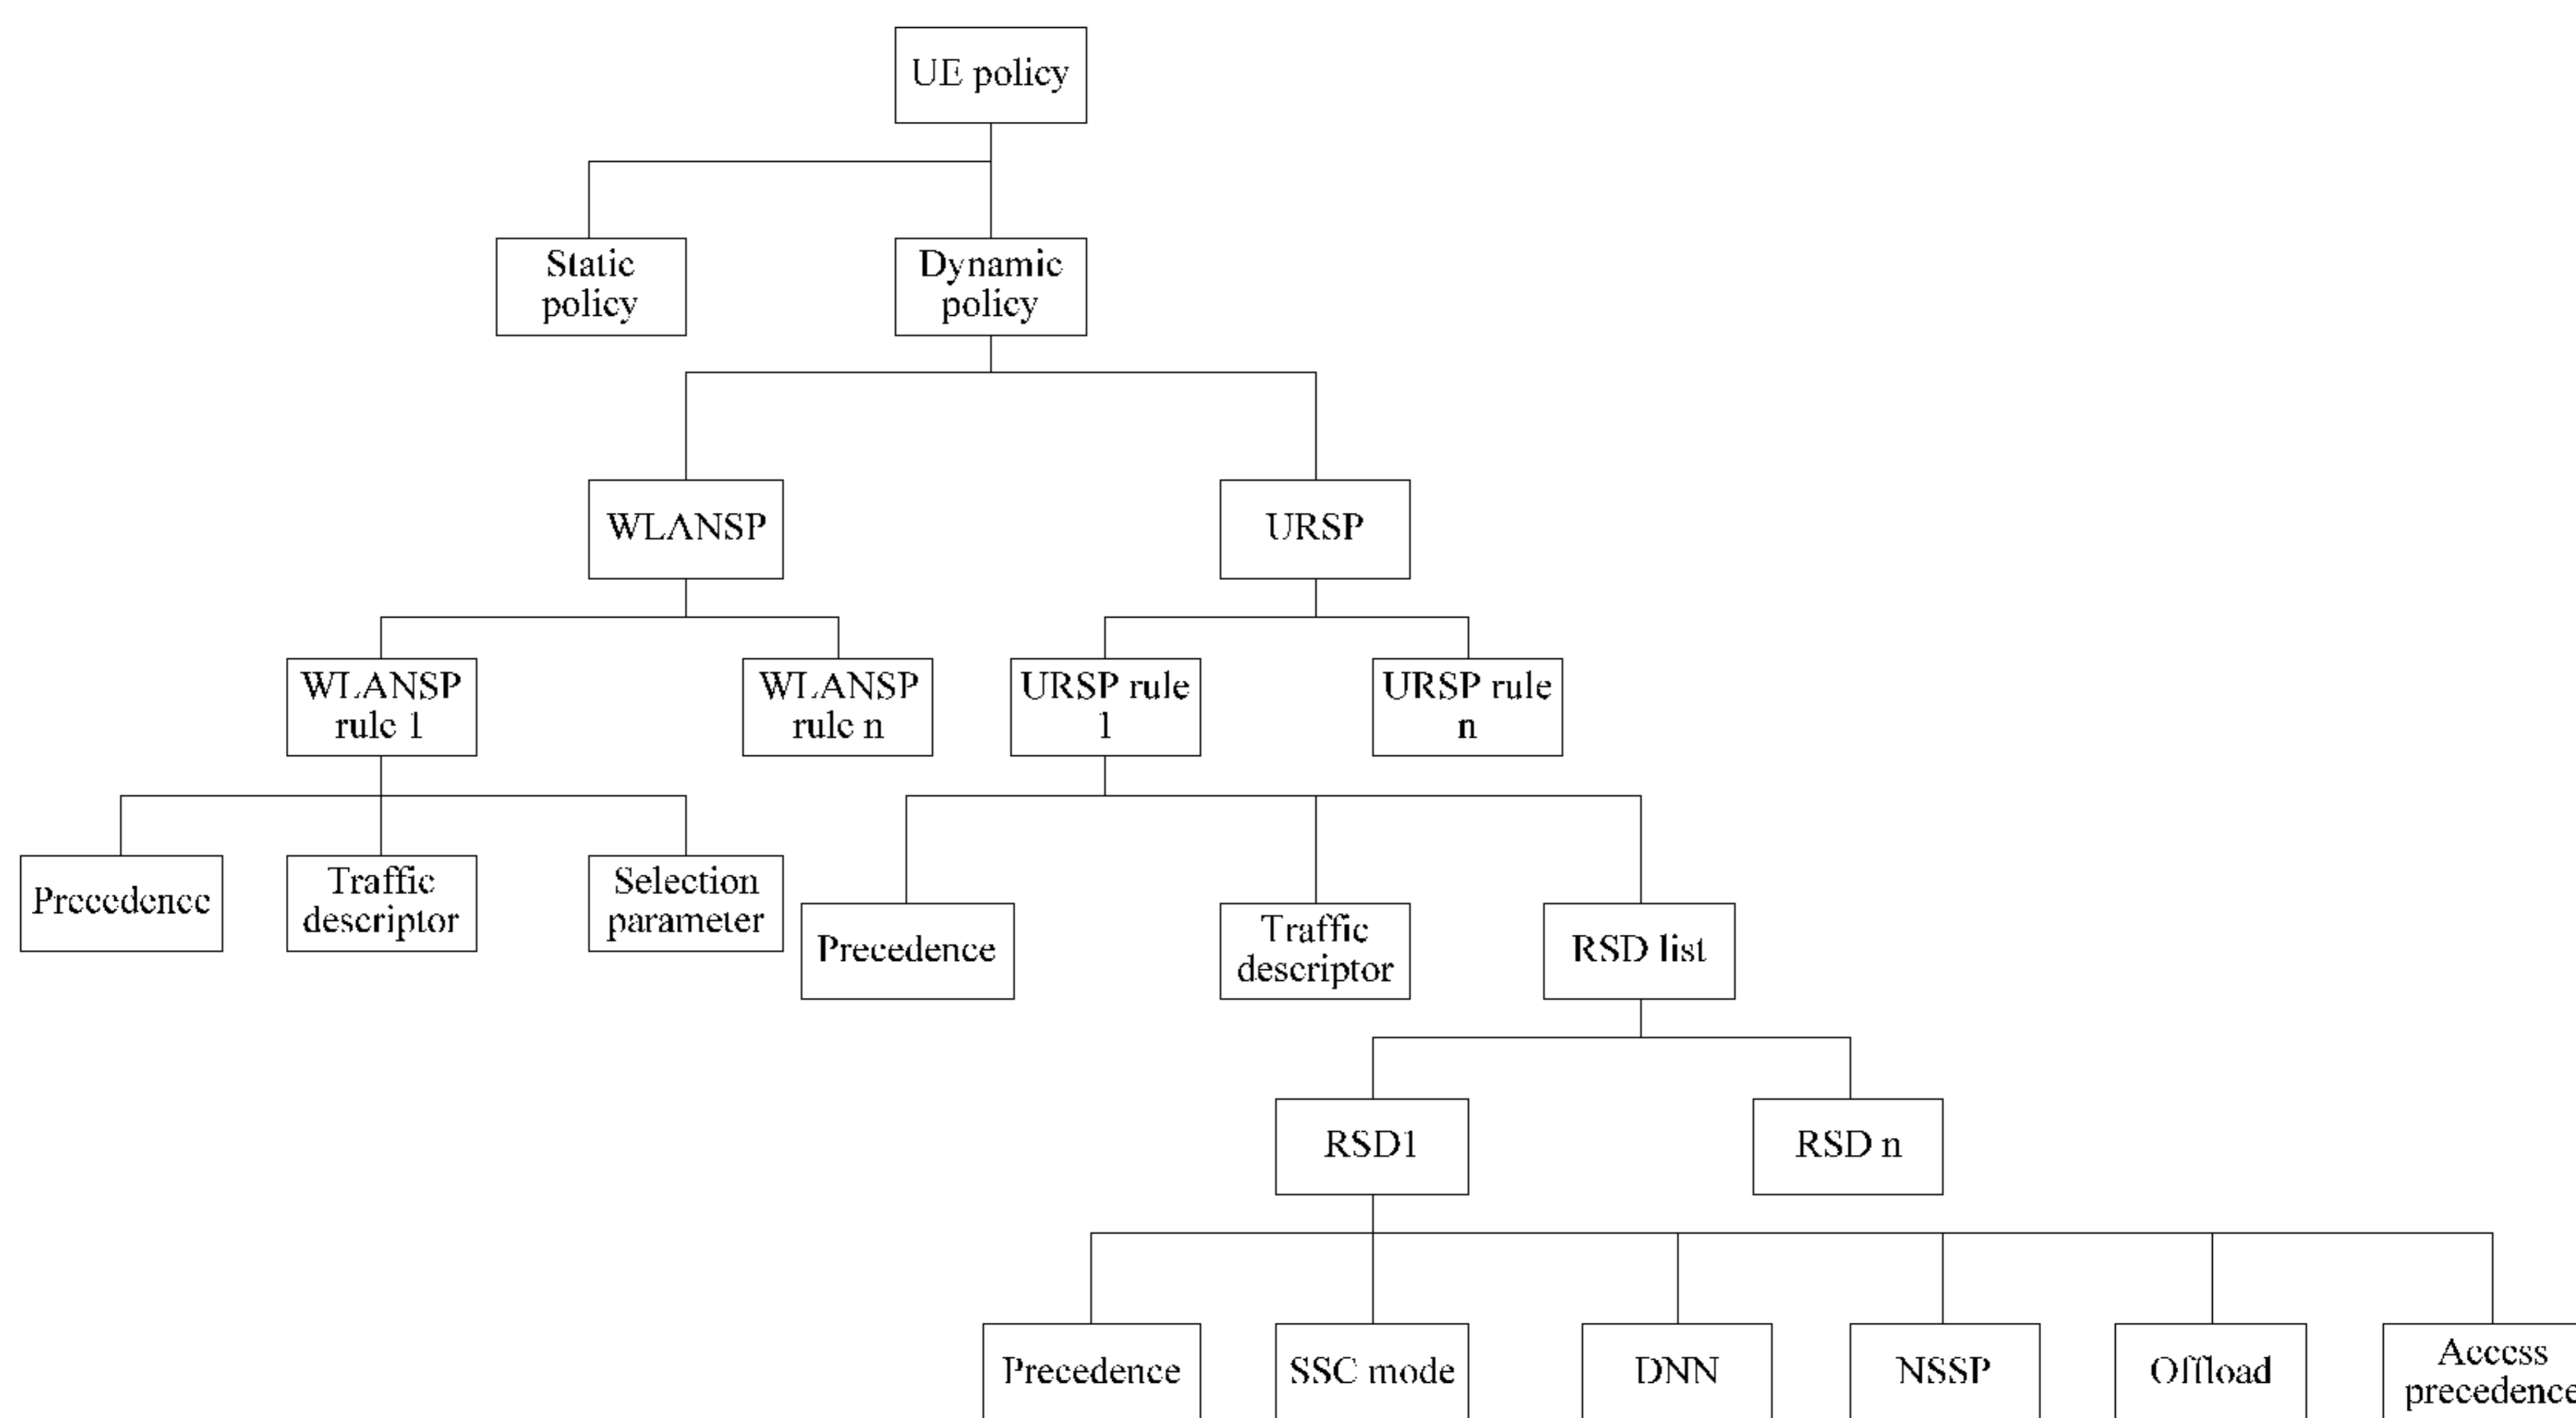 UE policy
Static
policy
Dynamic
policy
WLANSP
URSP
WLANSP
rule 1
WLANSP
rule n
URSP rule
1
URSP rule
n
Precedence
Traffic
descriptor
Selection
parameter
Precedence
Traffic
descriptor
RSD list
RSD1
RSD n
Precedence
SSC mode
DNN
NSSP
Offload
Access
precedence